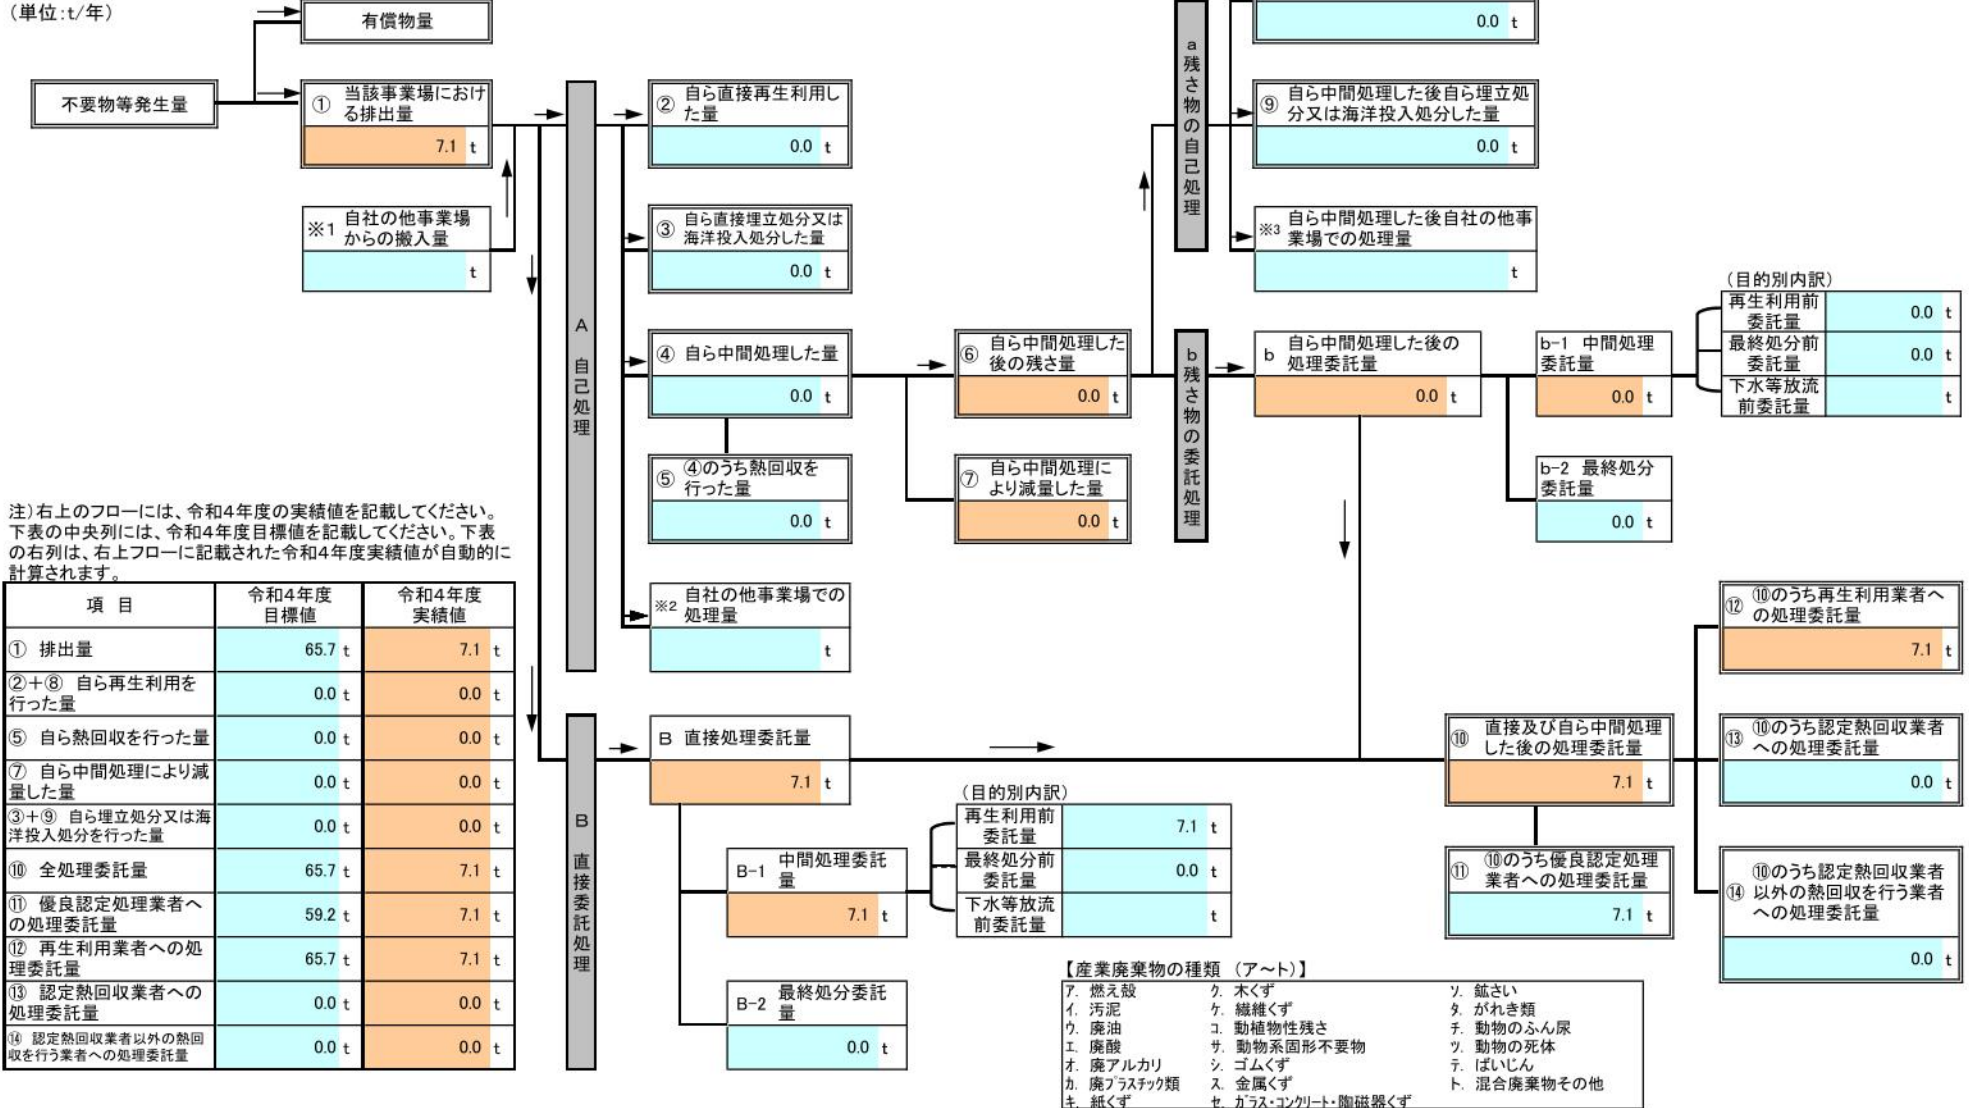 （単位：t/年）
有償物量
不要物等発生量
① 当該事業場におけ
る排出量
7.1 t
※1 自社の他事業場
からの搬入量
t
A 自己処理
② 自ら直接再生利用し
た量
0.0 t
③ 自ら直接埋立処分又は
海洋投入処分した量
0.0 t
④ 自ら中間処理した量
0.0 t
⑤ ④のうち熱回収を
行った量
0.0 t
※2 自社の他事業場での
処理量
t
⑥ 自ら中間処理した
後の残さ量
0.0 t
⑦ 自ら中間処理に
より減量した量
0.0 t
a 残さ物の自己処理
0.0 t
⑨ 自ら中間処理した後自ら埋立処
分又は海洋投入処分した量
0.0 t
※3 自ら中間処理した後自社の他事
業場での処理量
t
b 残さ物の委託処理
b 自ら中間処理した後の
処理委託量
0.0 t
b-1 中間処理
委託量
0.0 t
b-2 最終処分
委託量
0.0 t
（目的別内訳）
再生利用前
委託量
0.0 t
最終処分前
委託量
0.0 t
下水等放流
前委託量
t
注）右上のフローには、令和４年度の実績値を記載してください。
下表の中央列には、令和４年度目標値を記載してください。下表
の右列は、右上フローに記載された令和４年度実績値が自動的に
計算されます。
項 目
令和４年度
目標値
令和４年度
実績値
① 排出量 65.7 t 7.1 t
②＋⑧ 自ら再生利用を
行った量 0.0 t 0.0 t
⑤ 自ら熱回収を行った量 0.0 t 0.0 t
⑦ 自ら中間処理により減
量した量 0.0 t 0.0 t
③＋⑨ 自ら埋立処分又は海
洋投入処分を行った量 0.0 t 0.0 t
⑩ 全処理委託量 65.7 t 7.1 t
⑪ 優良認定処理業者へ
の処理委託量 59.2 t 7.1 t
⑫ 再生利用業者への処
理委託量 65.7 t 7.1 t
⑬ 認定熱回収業者への
処理委託量 0.0 t 0.0 t
⑭ 認定熱回収業者以外の熱回
収を行う業者への処理委託量 0.0 t 0.0 t
B 直接委託処理
B 直接処理委託量
7.1 t
B-1 中間処理委託
量
7.1 t
B-2 最終処分委託
量
0.0 t
（目的別内訳）
再生利用前
委託量
7.1 t
最終処分前
委託量
0.0 t
下水等放流
前委託量
t
⑩ 直接及び自ら中間処理
した後の処理委託量
7.1 t
⑪ ⑩のうち優良認定処理
業者への処理委託量
7.1 t
⑫ ⑩のうち再生利用業者へ
の処理委託量
7.1 t
⑬ ⑩のうち認定熱回収業者
への処理委託量
0.0 t
⑭ ⑩のうち認定熱回収業者
以外の熱回収を行う業者
への処理委託量
0.0 t
【産業廃棄物の種類 （ア～ト）】
ア. 燃え殻 ク. 木くず ソ. 鉱さい
イ. 汚泥 ケ. 繊維くず タ. がれき類
ウ. 廃油 コ. 動植物性残さ チ. 動物のふん尿
エ. 廃酸 サ. 動物系固形不要物 ツ. 動物の死体
オ. 廃アルカリ シ. ゴムくず テ. ばいじん
カ. 廃プラスチック類 ス. 金属くず ト. 混合廃棄物その他
キ. 紙くず セ. ガラス・コンクリート・陶磁器くず